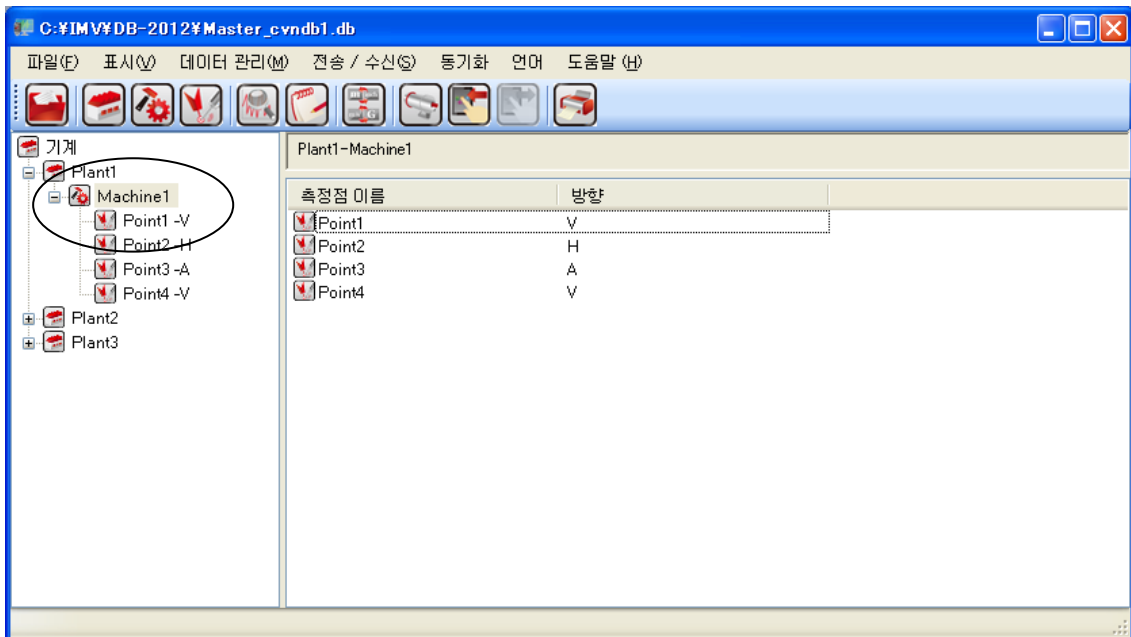 C:¥IMV¥DB-2012¥Master_cvndb1.db
파일(F) 표시(V) 데이터 관리(M) 전송 / 수신(S) 동기화 언어 도움말 (H)
기계
Plant1
Machine1
Point1 -V
Point2 -H
Point3 -A
Point4 -V
Plant2
Plant3
Plant1-Machine1
측정점 이름 방향
Point1 V
Point2 H
Point3 A
Point4 V